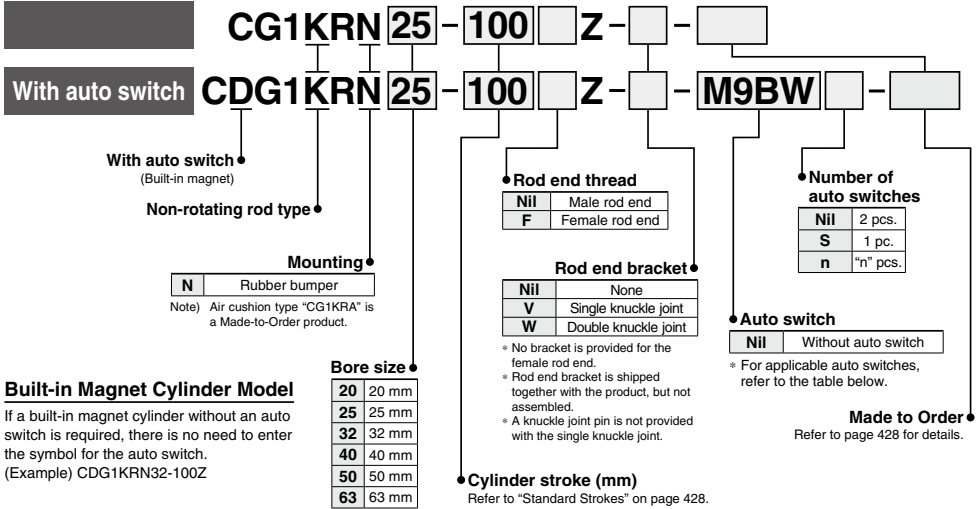 CG1KRN 25 - 100 Z - -
With auto switch CDG1KRN 25 - 100 Z - - M9BW -
With auto switch
(Built-in magnet)
Non-rotating rod type
Mounting
N Rubber bumper
Note) Air cushion type “CG1KRA” is
a Made-to-Order product.
Bore size
20 20 mm
25 25 mm
32 32 mm
40 40 mm
50 50 mm
63 63 mm
Built-in Magnet Cylinder Model
If a built-in magnet cylinder without an auto
switch is required, there is no need to enter
the symbol for the auto switch.
(Example) CDG1KRN32-100Z
Rod end thread
Nil Male rod end
F Female rod end
Rod end bracket
Nil None
V Single knuckle joint
W Double knuckle joint
∗ No bracket is provided for the
female rod end.
∗ Rod end bracket is shipped
together with the product, but not
assembled.
∗ A knuckle joint pin is not provided
with the single knuckle joint.
Cylinder stroke (mm)
Refer to “Standard Strokes” on page 428.
Number of
auto switches
Nil 2 pcs.
S 1 pc.
n “n” pcs.
Auto switch
Nil Without auto switch
∗ For applicable auto switches,
refer to the table below.
Made to Order
Refer to page 428 for details.